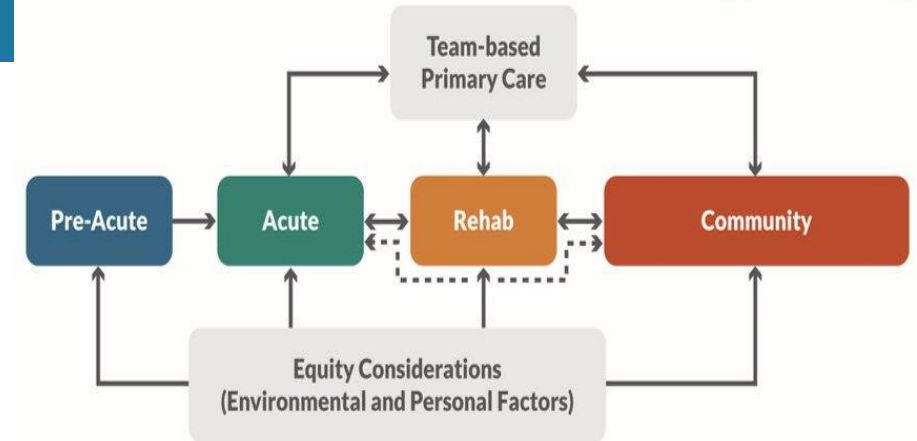 Team-based
Primary Care
Pre-Acute
Acute
Rehab
Community
Equity Considerations
(Environmental and Personal Factors)